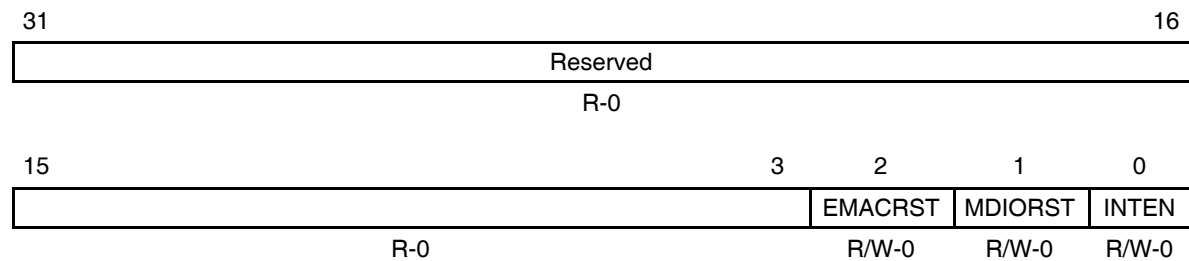 31 16
Reserved
R-0
15 3 2 1 0
EMACRST MDIORST INTEN
R-0 R/W-0 R/W-0 R/W-0